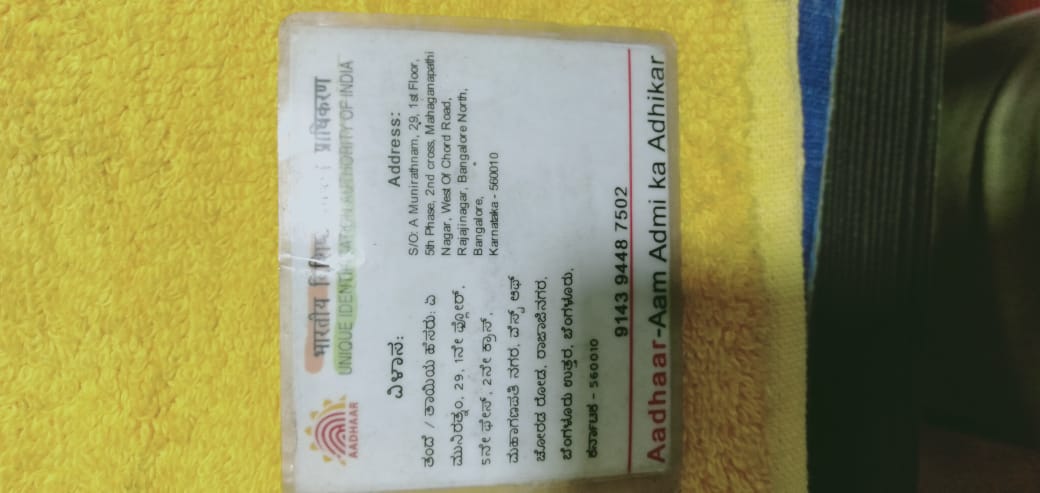 भारतीय विशिष्ट प्राधिकरण
UNIQUE IDENTIFICATION AUTHORITY OF INDIA
AADHAAR
ವಿಳಾಸ:
ತಂದೆ / ತಾಯಿಯ ಹೆಸರು: ಎ
ಮುನಿರತ್ನಂ, 29, 1ನೇ ಫ್ಲೋರ್,
5ನೇ ಫೇಸ್, 2ನೇ ಕ್ರಾಸ್,
ಮಹಾಗಣಪತಿ ನಗರ, ವೆಸ್ಟ್ ಆಫ್
ಚೋರದ ರೋಡ, ರಾಜಾಜಿನಗರ,
ಬೆಂಗಳೂರು ಉತ್ತರ, ಬೆಂಗಳೂರು,
ಕರ್ನಾಟಕ - 560010
Address:
S/O: A Munirathnam, 29, 1st Floor,
5th Phase, 2nd cross, Mahaganapathi
Nagar, West Of Chord Road,
Rajajinagar, Bangalore North,
Bangalore,
Karnataka - 560010
9143 9448 7502
Aadhaar-Aam Admi ka Adhikar